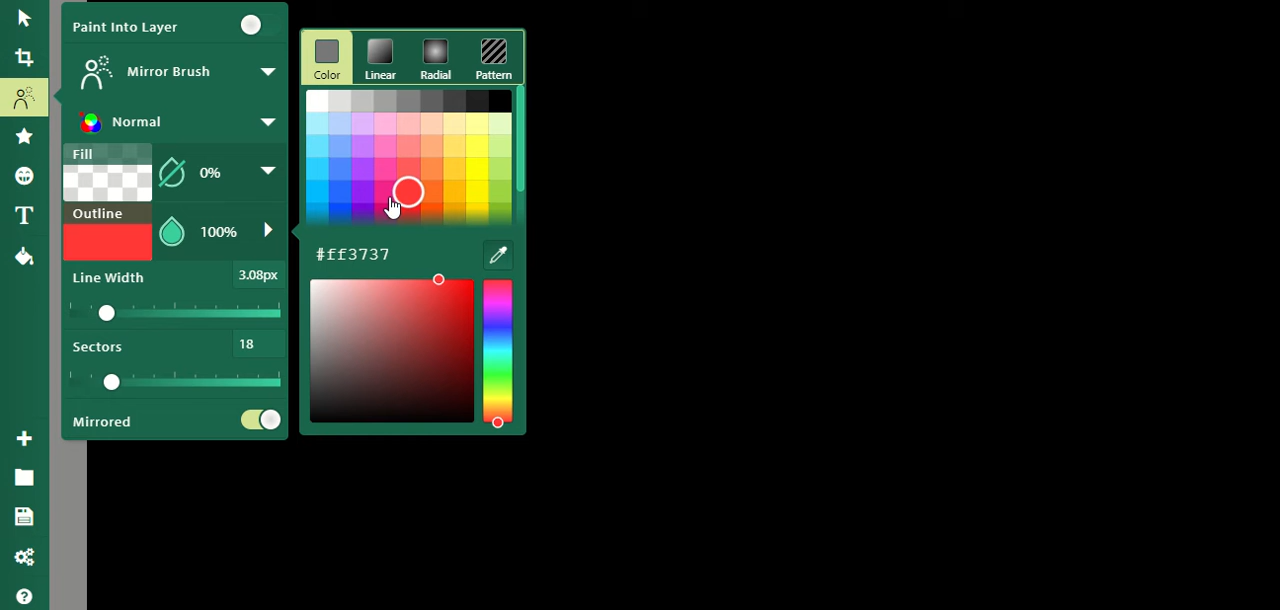 Paint Into Layer
Mirror Brush
Normal
Fill
0%
Outline
100%
Line Width 3.08px
Sectors 18
Mirrored
Color Linear Radial Pattern
#ff3737
T
?